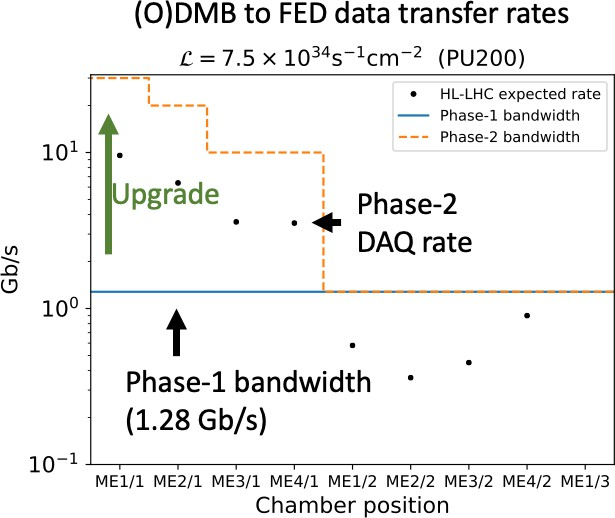 (O)DMB to FED data transfer rates
ℒ = 7.5 × 10³⁴s⁻¹cm⁻² (PU200)
HL-LHC expected rate
Phase-1 bandwidth
Phase-2 bandwidth
10¹
Upgrade
Phase-2
DAQ rate
Gb/s
10⁰
Phase-1 bandwidth
(1.28 Gb/s)
10⁻¹
ME1/1 ME2/1 ME3/1 ME4/1 ME1/2 ME2/2 ME3/2 ME4/2 ME1/3
Chamber position